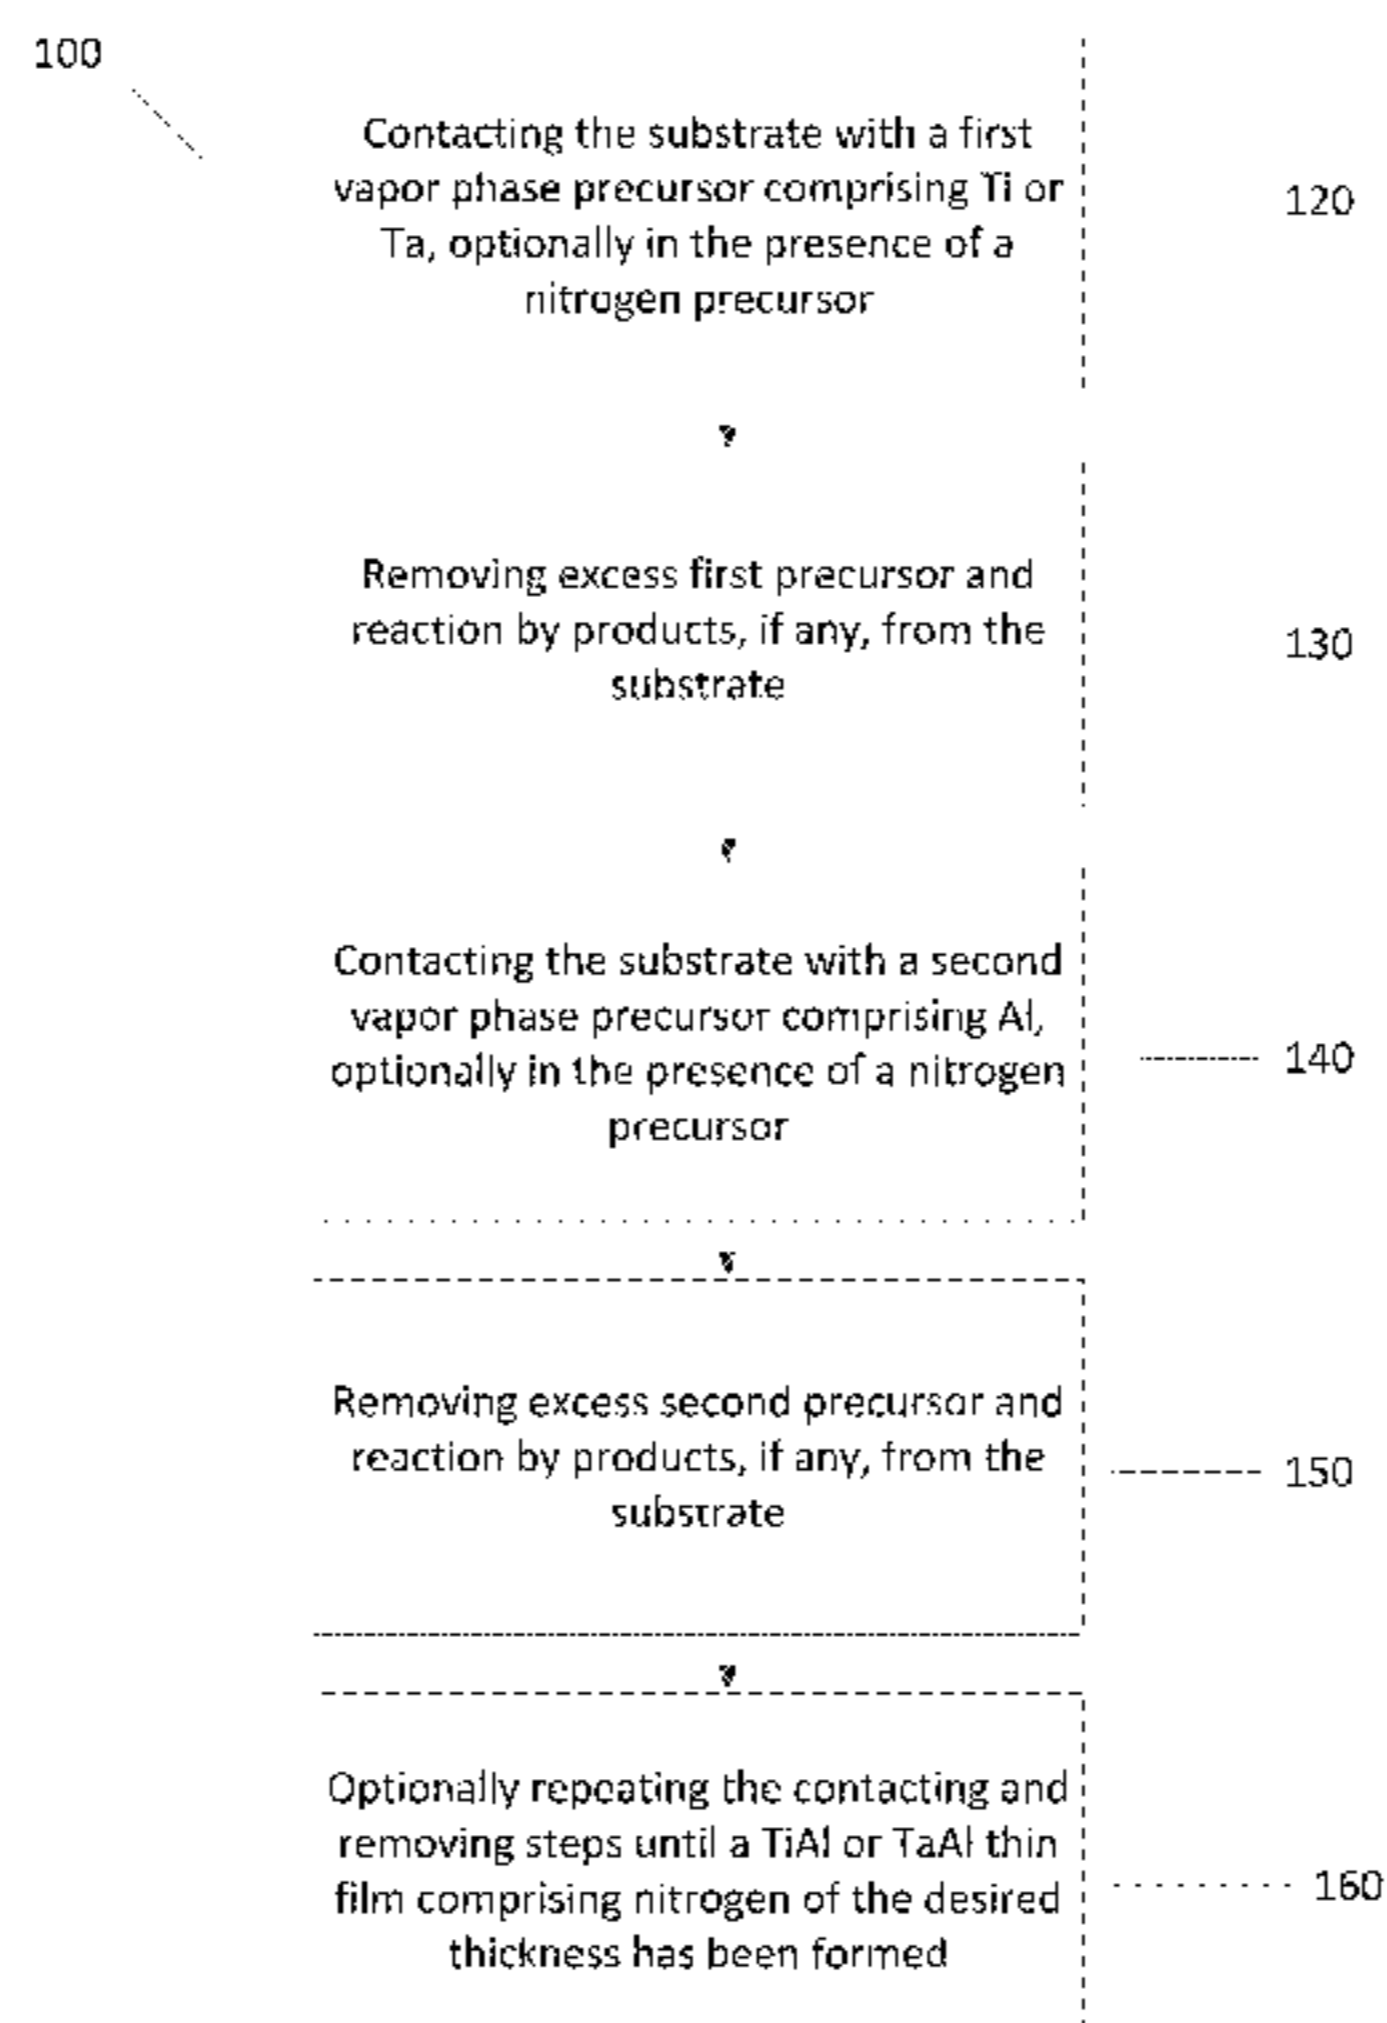 100
Contacting the substrate with a first
vapor phase precursor comprising Ti or
Ta, optionally in the presence of a
nitrogen precursor
120
Removing excess first precursor and
reaction by products, if any, from the
substrate
130
Contacting the substrate with a second
vapor phase precursor comprising Al,
optionally in the presence of a nitrogen
precursor
140
Removing excess second precursor and
reaction by products, if any, from the
substrate
150
Optionally repeating the contacting and
removing steps until a TiAl or TaAl thin
film comprising nitrogen of the desired
thickness has been formed
160